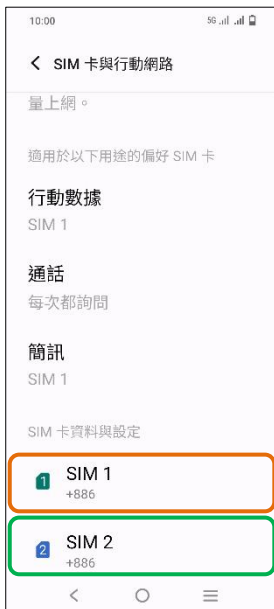 10:00
5G
SIM 卡與行動網路
量上網。
適用於以下用途的偏好 SIM 卡
行動數據
SIM 1
通話
每次都詢問
簡訊
SIM 1
SIM 卡資料與設定
1
SIM 1
+886
2
SIM 2
+886